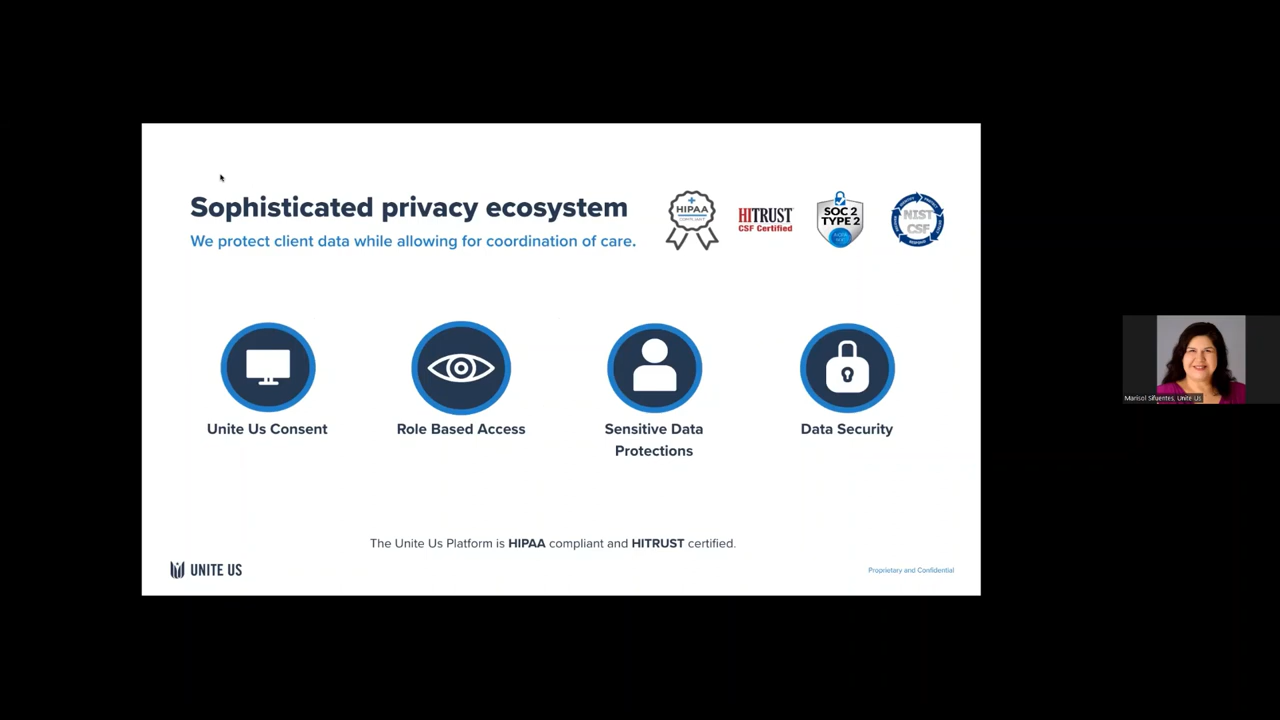 Sophisticated privacy ecosystem
We protect client data while allowing for coordination of care.
HIPAA
COMPLIANT
HITRUST
CSF Certified
SOC 2
TYPE 2
NIST
CSF
Unite Us Consent
Role Based Access
Sensitive Data
Protections
Data Security
The Unite Us Platform is HIPAA compliant and HITRUST certified.
UNITE US
Proprietary and Confidential
Marisol Sifuentes, Unite Us